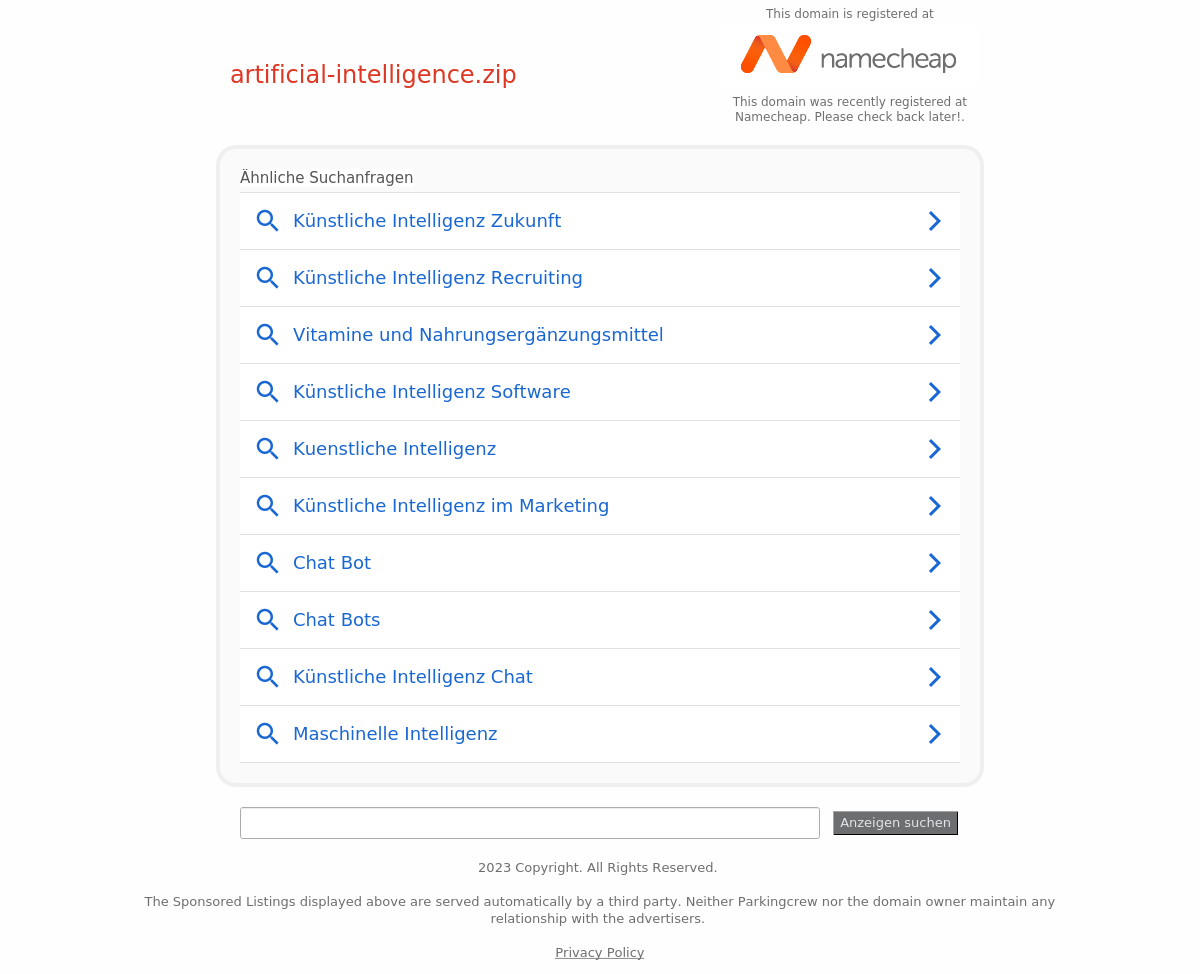 This domain is registered at
namecheap
artificial-intelligence.zip
This domain was recently registered at
Namecheap. Please check back later!.
Ähnliche Suchanfragen
Künstliche Intelligenz Zukunft
Künstliche Intelligenz Recruiting
Vitamine und Nahrungsergänzungsmittel
Künstliche Intelligenz Software
Kuenstliche Intelligenz
Künstliche Intelligenz im Marketing
Chat Bot
Chat Bots
Künstliche Intelligenz Chat
Maschinelle Intelligenz
Anzeigen suchen
2023 Copyright. All Rights Reserved.
The Sponsored Listings displayed above are served automatically by a third party. Neither Parkingcrew nor the domain owner maintain any
relationship with the advertisers.
Privacy Policy